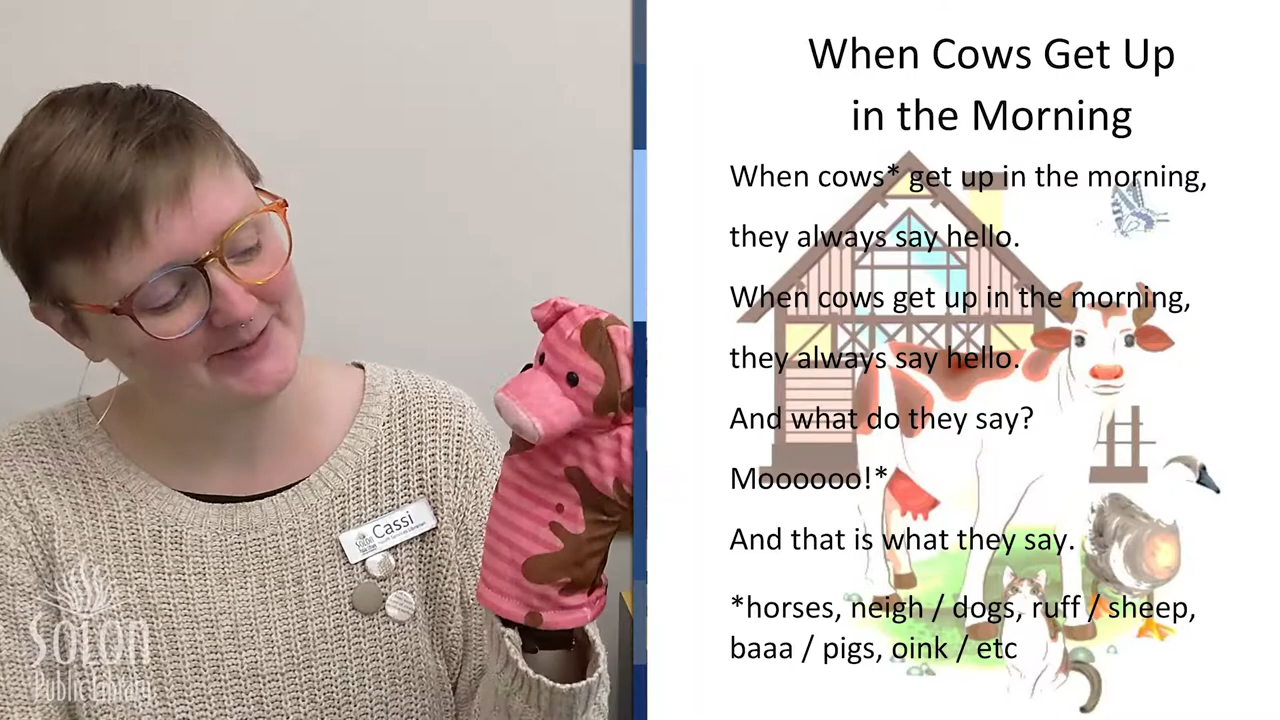 When Cows Get Up
in the Morning
When cows* get up in the morning,
they always say hello.
When cows get up in the morning,
they always say hello.
And what do they say?
Moooooo!*
And that is what they say.
*horses, neigh / dogs, ruff / sheep,
baaa / pigs, oink / etc
Cassi
SOLON
Public Library